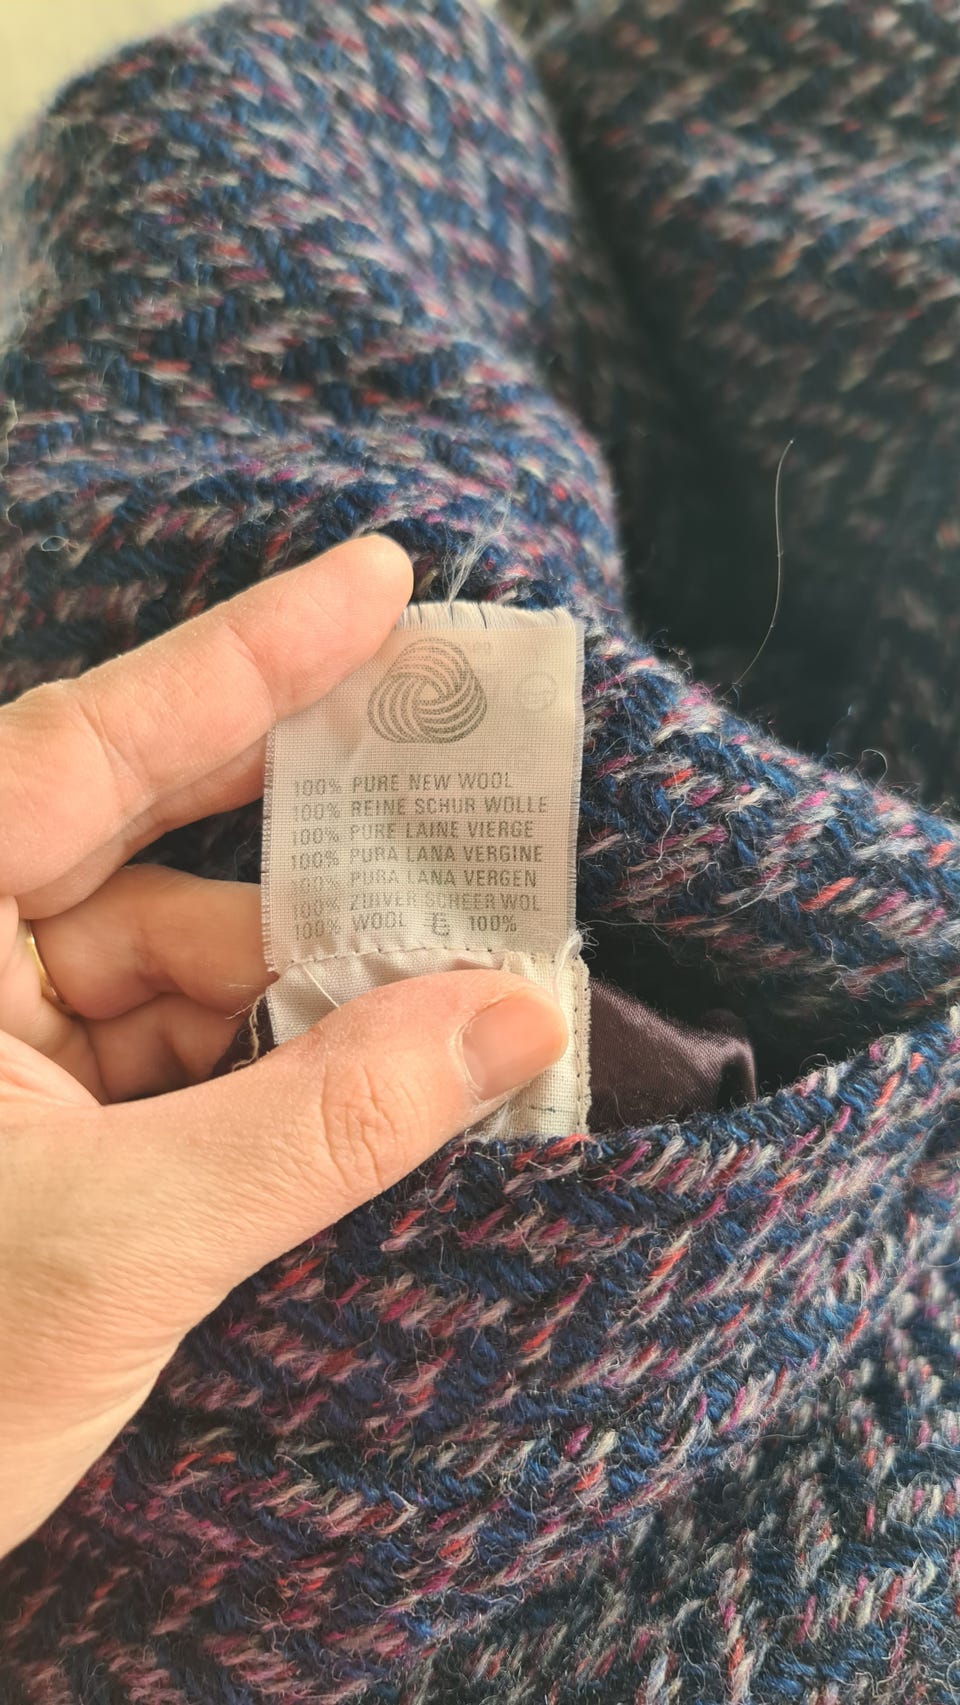 100% PURE NEW WOOL
100% REINE SCHUR WOLLE
100% PURE LAINE VIERGE
100% PURA LANA VERGINE
100% PURA LANA VERGEN
100% ZUIVER SCHEER WOL
100% WOOL E 100%